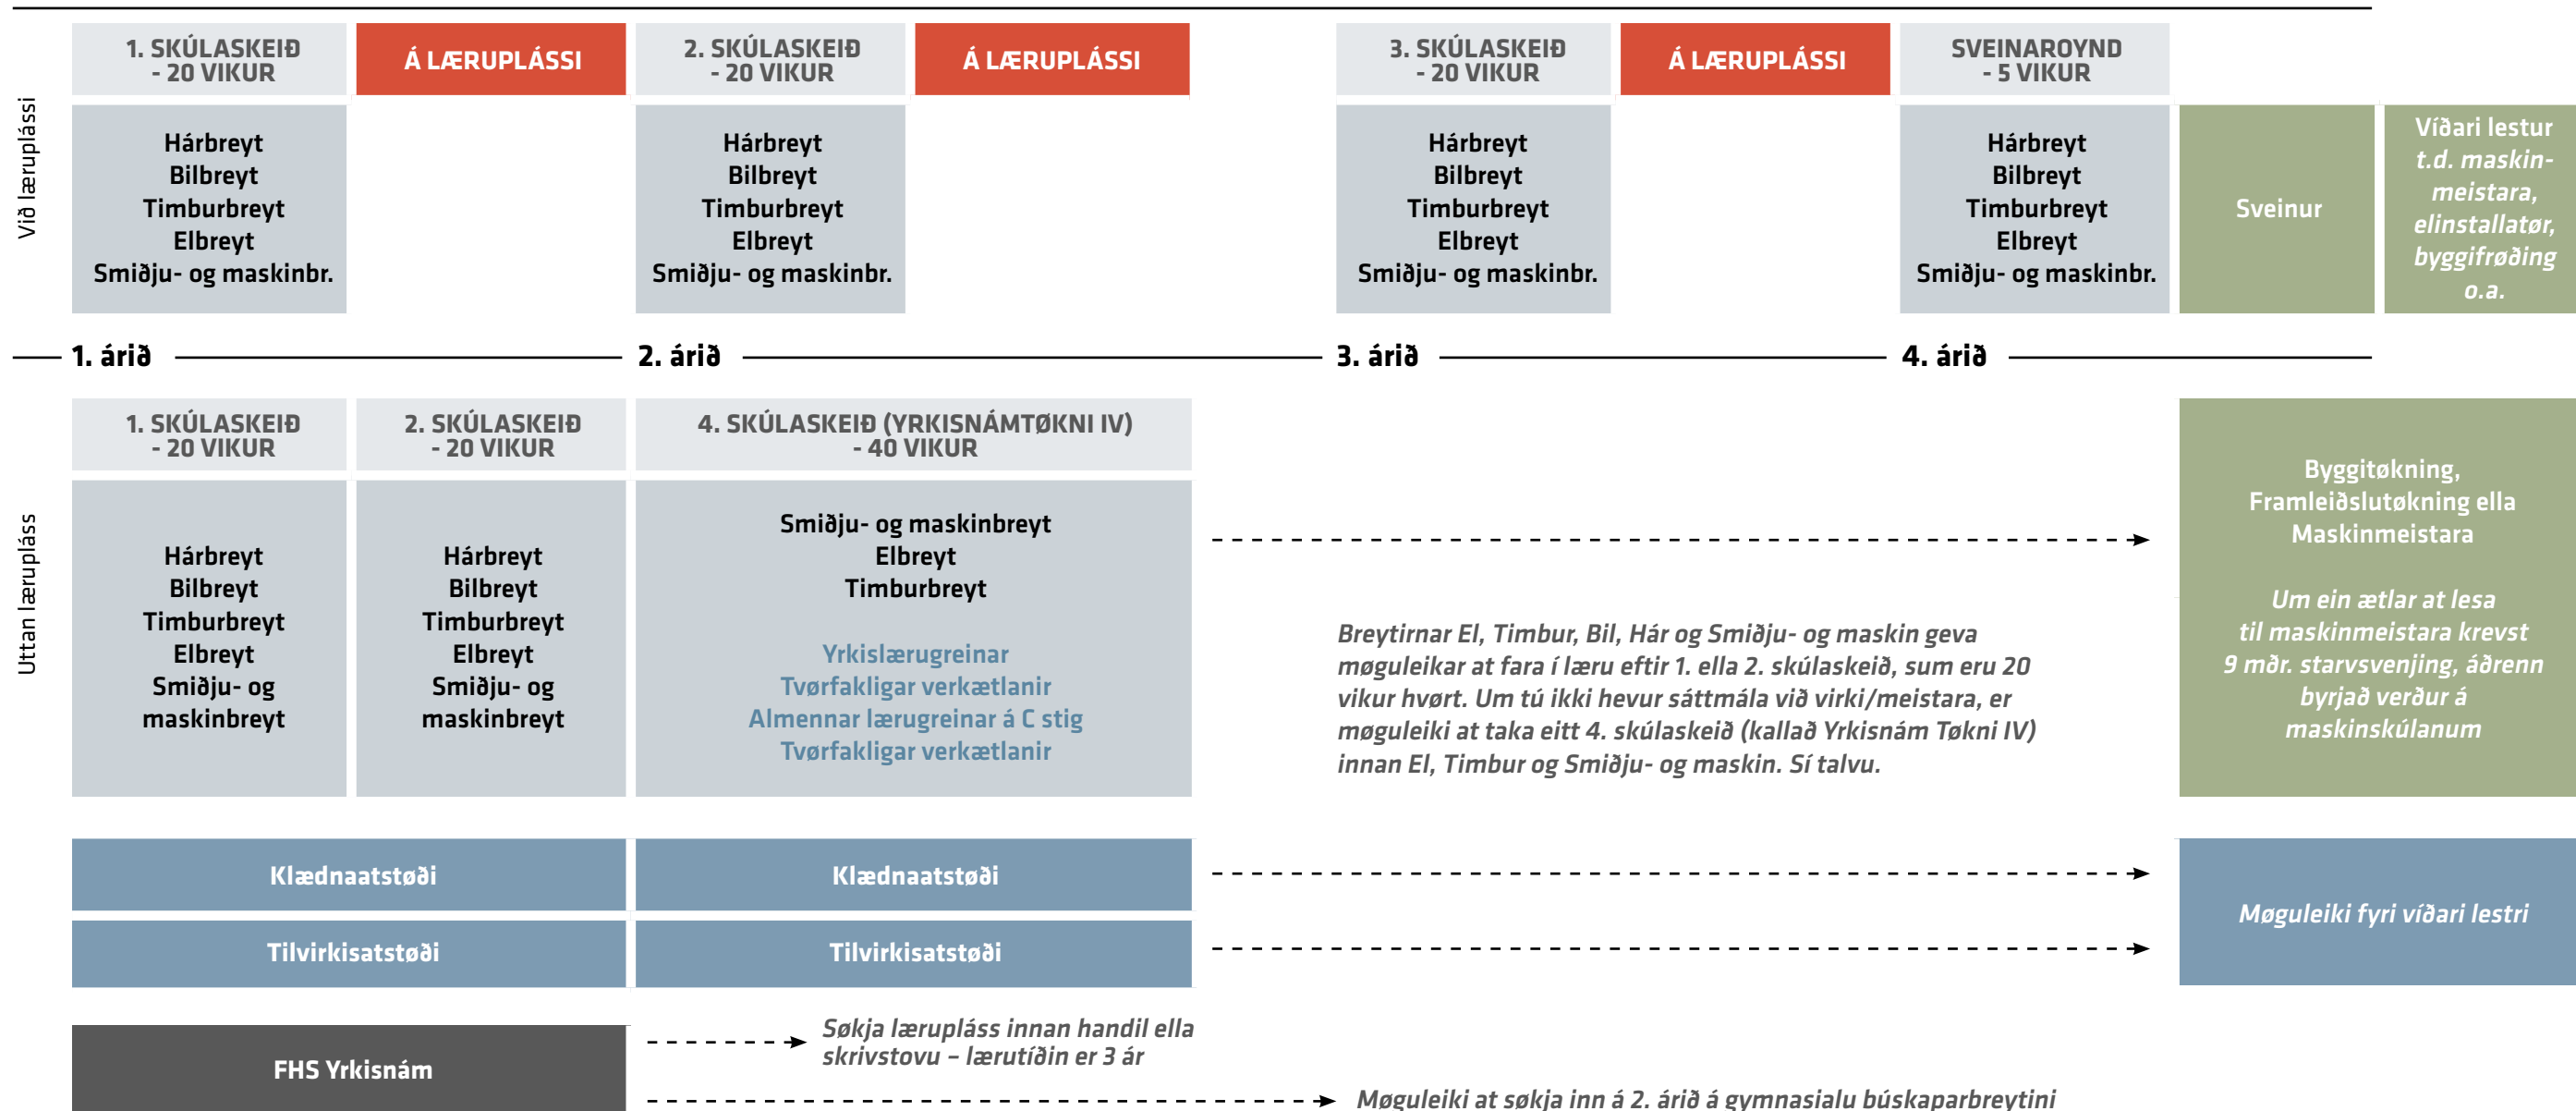 1. SKÚLASKEIÐ
- 20 VIKUR
Á LÆRUPLÁSSI
2. SKÚLASKEIÐ
- 20 VIKUR
Á LÆRUPLÁSSI
3. SKÚLASKEIÐ
- 20 VIKUR
Á LÆRUPLÁSSI
SVEINAROYND
- 5 VIKUR
Við læruplássi
Hárbreyt
Bilbreyt
Timburbreyt
Elbreyt
Smiðju- og maskinbr.
Hárbreyt
Bilbreyt
Timburbreyt
Elbreyt
Smiðju- og maskinbr.
Hárbreyt
Bilbreyt
Timburbreyt
Elbreyt
Smiðju- og maskinbr.
Hárbreyt
Bilbreyt
Timburbreyt
Elbreyt
Smiðju- og maskinbr.
Sveinur
Víðari lestur
t.d. maskin-
meistara,
elinstallatør,
byggifrøðing
o.a.
1. árið
2. árið
3. árið
4. árið
1. SKÚLASKEIÐ
- 20 VIKUR
2. SKÚLASKEIÐ
- 20 VIKUR
4. SKÚLASKEIÐ (YRKISNÁMTØKNI IV)
- 40 VIKUR
Uttan lærupláss
Hárbreyt
Bilbreyt
Timburbreyt
Elbreyt
Smiðju- og
maskinbreyt
Hárbreyt
Bilbreyt
Timburbreyt
Elbreyt
Smiðju- og
maskinbreyt
Smiðju- og maskinbreyt
Elbreyt
Timburbreyt
Yrkislærugreinar
Tvørfakligar verkætlanir
Almennar lærugreinar á C stig
Tvørfakligar verkætlanir
Breytirnar El, Timbur, Bil, Hár og Smiðju- og maskin geva
møguleikar at fara í læru eftir 1. ella 2. skúlaskeið, sum eru 20
vikur hvørt. Um tú ikki hevur sáttmála við virki/meistara, er
møguleiki at taka eitt 4. skúlaskeið (kallað Yrkisnám Tøkni IV)
innan El, Timbur og Smiðju- og maskin. Sí talvu.
Byggitøkning,
Framleiðslutøkning ella
Maskinmeistara
Um ein ætlar at lesa
til maskinmeistara krevst
9 mðr. starvsvenjing, áðrenn
byrjað verður á
maskinskúlanum
Klædnaatstøði
Klædnaatstøði
Tilvirkisatstøði
Tilvirkisatstøði
Møguleiki fyri víðari lestri
FHS Yrkisnám
Søkja lærupláss innan handil ella
skrivstovu – lærutíðin er 3 ár
Møguleiki at søkja inn á 2. árið á gymnasialu búskaparbreytini